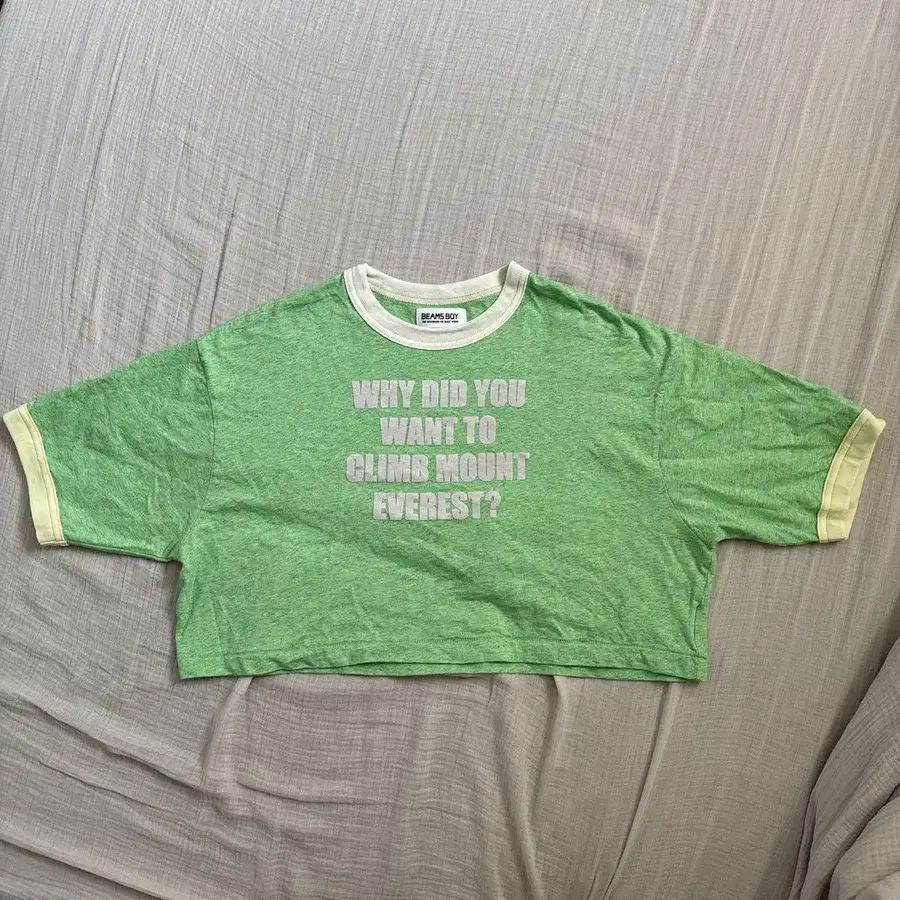 BEAMS BOY
WHY DID YOU
WANT TO
CLIMB MOUNT
EVEREST?